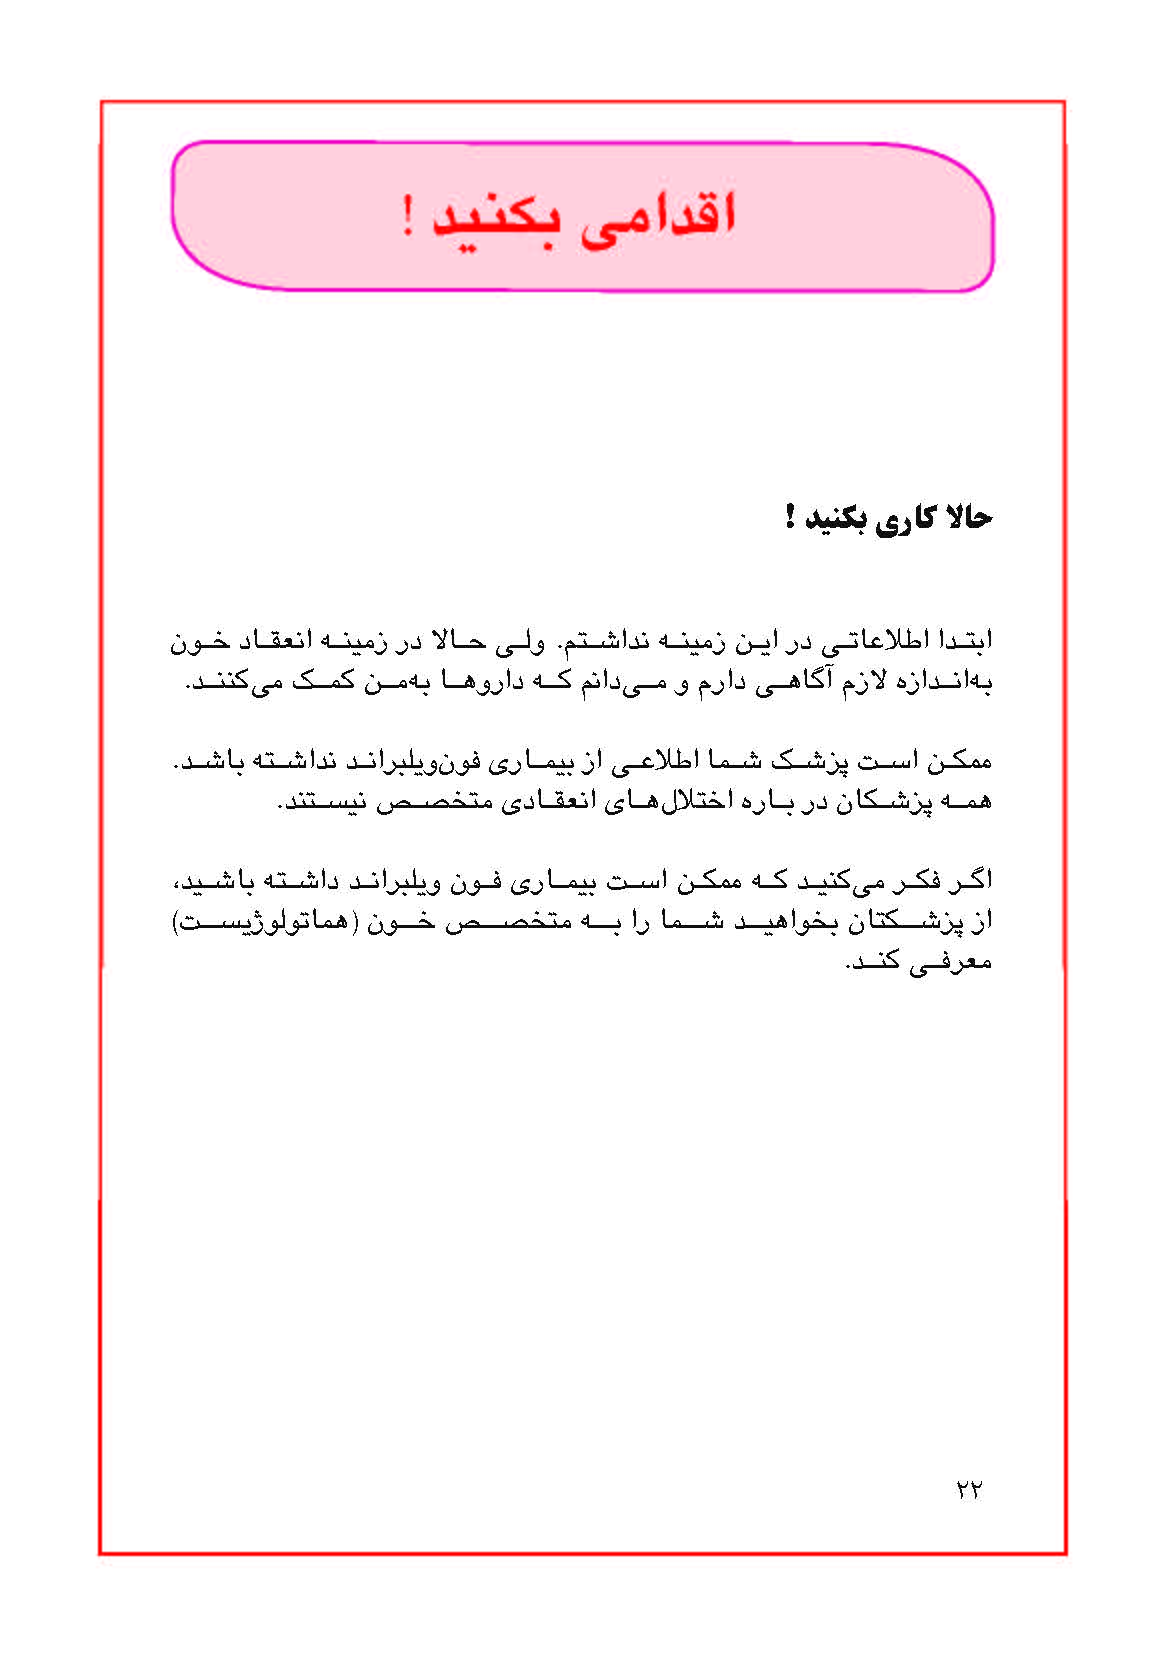 اقدامی بکنید !
حالا کاری بکنید !
ابتدا اطلاعاتی در این زمینه نداشتم. ولی حالا در زمینه انعقاد خون
به‌اندازه لازم آگاهی دارم و می‌دانم که داروها به‌من کمک می‌کنند.
ممکن است پزشک شما اطلاعی از بیماری فون‌ویلبراند نداشته باشد.
همه پزشکان در باره اختلال‌های انعقادی متخصص نیستند.
اگر فکر می‌کنید که ممکن است بیماری فون ویلبراند داشته باشید،
از پزشکتان بخواهید شما را به متخصص خون (هماتولوژیست)
معرفی کند.
۲۲